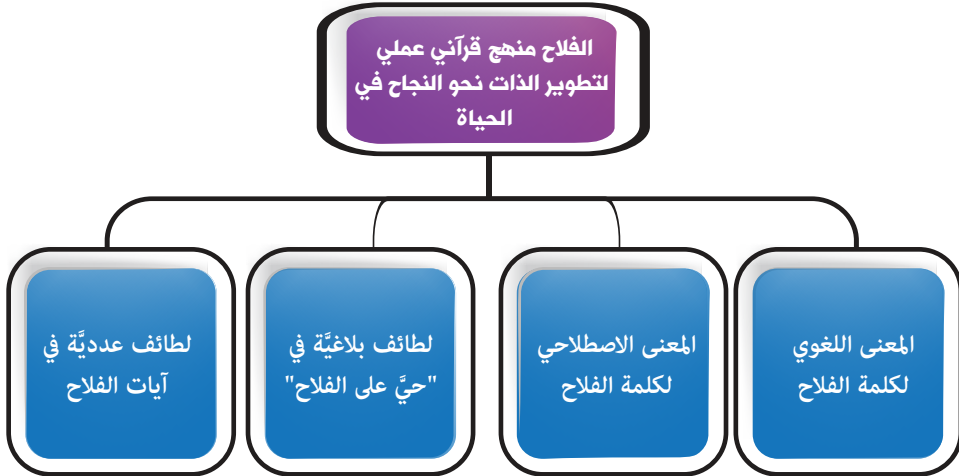 الفلاح منهج قرآني عملي
لتطوير الذات نحو النجاح في
الحياة
المعنى اللغوي
لكلمة الفلاح
المعنى الاصطلاحي
لكلمة الفلاح
لطائف بلاغيَّة في
"حيَّ على الفلاح"
لطائف عدديَّة في
آيات الفلاح